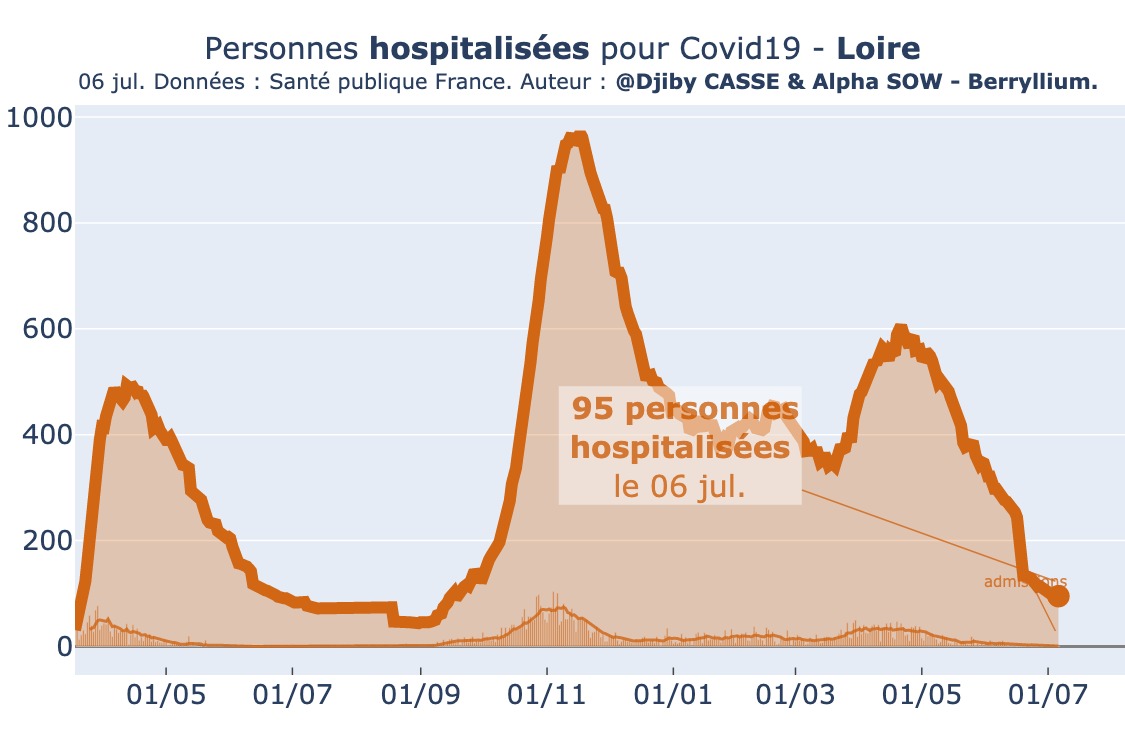 Personnes hospitalisées pour Covid19 - Loire
06 jul. Données : Santé publique France. Auteur : @Djiby CASSE & Alpha SOW - Berryllium.
1000
800
600
400
200
0
95 personnes
hospitalisées
le 06 jul.
admissions
01/05 01/07 01/09 01/11 01/01 01/03 01/05 01/07